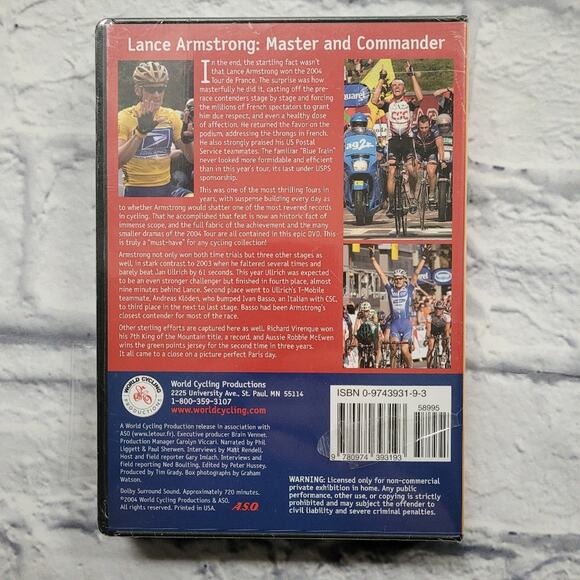 Lance Armstrong: Master and Commander
In the end, the startling fact wasn't
that Lance Armstrong won the 2004
Tour de France. The surprise was how
masterfully he did it, casting off the pre-
race contenders stage by stage and forcing
the millions of French spectators to grant
him due respect, and even a healthy dose
of affection. He returned the favor on the
podium, addressing the throngs in French.
He also strongly praised his US Postal
Service teammates. The familiar "Blue Train"
never looked more formidable and efficient
than in this year's tour, its last under USPS
sponsorship.
This was one of the most thrilling Tours in
years, with suspense building every day as
to whether Armstrong would shatter one of the most revered records
in cycling. That he accomplished that feat is now an historic fact of
immense scope, and the full fabric of the achievement and the many
smaller dramas of the 2004 Tour are all contained in this epic DVD. This
is truly a "must-have" for any cycling collection!
Armstrong not only won both time trials but three other stages as
well, in stark contrast to 2003 when he faltered several times and
barely beat Jan Ullrich by 61 seconds. This year Ullrich was expected
to be an even stronger challenger but finished in fourth place, almost
nine minutes behind Lance. Second place went to Ullrich's T-Mobile
teammate, Andreas Klöden, who bumped Ivan Basso, an Italian with CSC,
to third place in the next to last stage. Basso had been Armstrong's
closest contender for most of the race.
Other sterling efforts are captured here as well. Richard Virenque won
his 7th King of the Mountain title, a record, and Aussie Robbie McEwen
wins the green points jersey for the second time in three years.
It all came to a close on a picture perfect Paris day.
CSC
ag2r
WORLD CYCLING
PRODUCTIONS
World Cycling Productions
2225 University Ave., St. Paul, MN 55114
1-800-359-3107
www.worldcycling.com
A World Cycling Productions release in association with
ASO (www.letour.fr). Executive producer Brain Vennet.
Production Manager Carolyn Viccari. Narrated by Phil
Liggett & Paul Sherwen. Interviews by Matt Rendell.
Host and field reporter Gary Imlach. Interviews and
field reporting Ned Boulting. Edited by Peter Hussey.
Produced by Tim Grady. Box photographs by Graham
Watson.
Dolby Surround Sound. Approximately 720 minutes.
©2004 World Cycling Productions & ASO.
All rights reserved. Printed in USA.
A.S.O.
ISBN 0-9743931-9-3
58995
9 780974 393193
WARNING: Licensed only for non-commercial
private exhibition in home. Any public
performance, other use, or copying is strictly
prohibited and may subject the offender to
civil liability and severe criminal penalties.